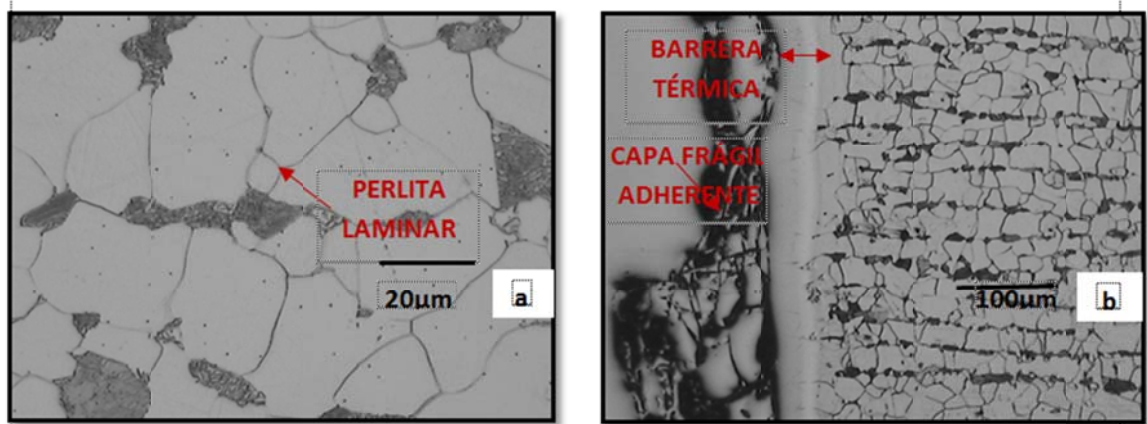 PERLITA
LAMINAR
20µm
a
BARRERA
TÉRMICA
CAPA FRÁGIL
ADHERENTE
100µm
b